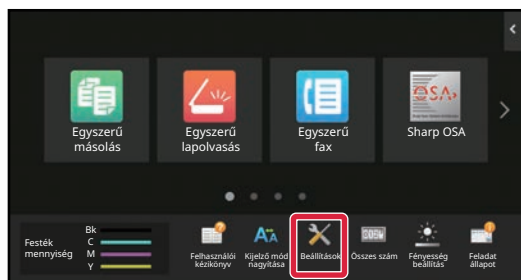 Egyszerű
másolás
Egyszerű
lapolvasás
Egyszerű
fax
OSA
Sharp OSA
Festék
mennyiség
Bk
C
M
Y
Felhasználói
kézikönyv
Kijelző mód
nagyítása
Beállítások
Összes szám
Fényesség
beállítás
Feladat
állapot